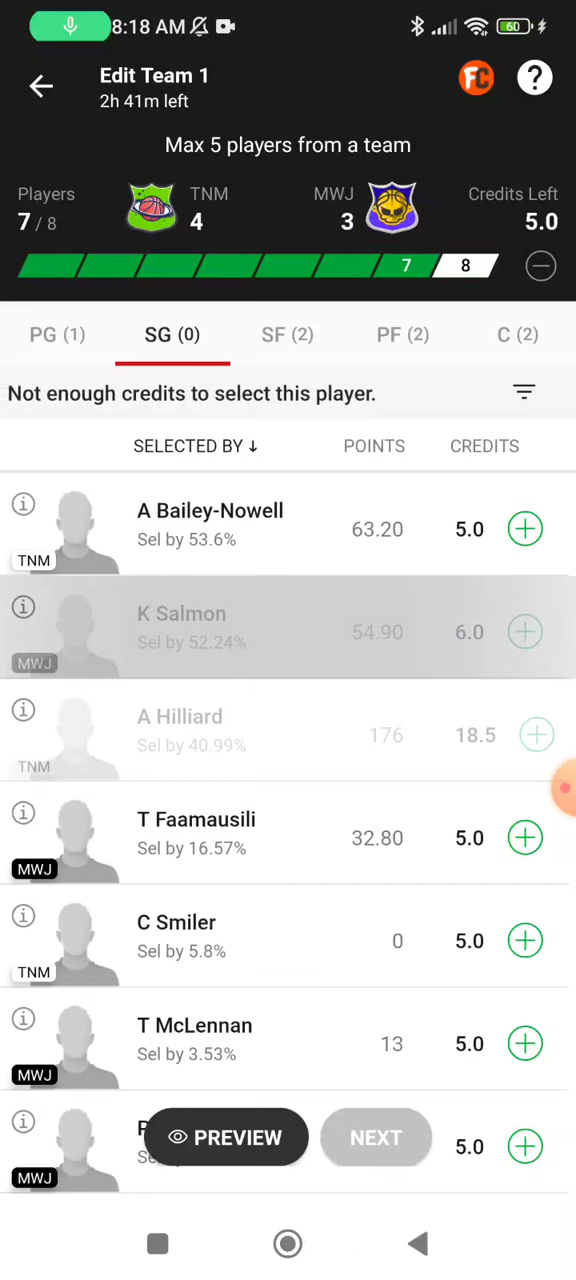 8:18 AM
60
Edit Team 1
2h 41m left
FC
?
Max 5 players from a team
Players
7 / 8
TNM
4
MWJ
3
Credits Left
5.0
7
8
PG (1)
SG (0)
SF (2)
PF (2)
C (2)
Not enough credits to select this player.
SELECTED BY ↓
POINTS
CREDITS
A Bailey-Nowell
Sel by 53.6%
63.20
5.0
TNM
K Salmon
Sel by 52.24%
54.90
6.0
MWJ
A Hilliard
Sel by 40.99%
176
18.5
TNM
T Faamausili
Sel by 16.57%
32.80
5.0
MWJ
C Smiler
Sel by 5.8%
0
5.0
TNM
T McLennan
Sel by 3.53%
13
5.0
MWJ
5.0
MWJ
PREVIEW
NEXT